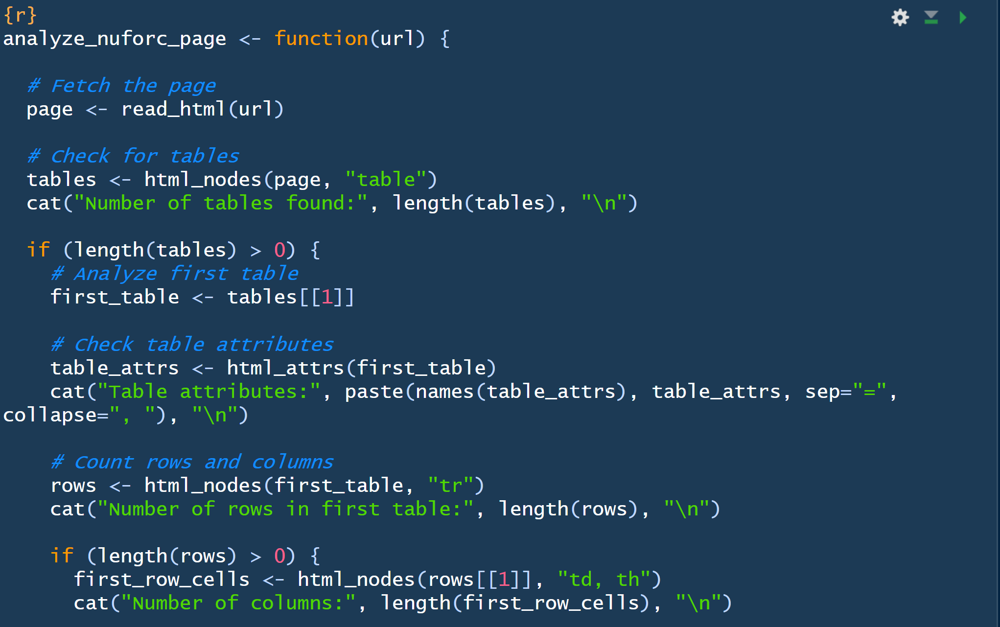 {r}
analyze_nuforc_page <- function(url) {
  # Fetch the page
  page <- read_html(url)
  # Check for tables
  tables <- html_nodes(page, "table")
  cat("Number of tables found:", length(tables), "\n")
  if (length(tables) > 0) {
    # Analyze first table
    first_table <- tables[[1]]
    # Check table attributes
    table_attrs <- html_attrs(first_table)
    cat("Table attributes:", paste(names(table_attrs), table_attrs, sep="=",
collapse=", "), "\n")
    # Count rows and columns
    rows <- html_nodes(first_table, "tr")
    cat("Number of rows in first table:", length(rows), "\n")
    if (length(rows) > 0) {
      first_row_cells <- html_nodes(rows[[1]], "td, th")
      cat("Number of columns:", length(first_row_cells), "\n")